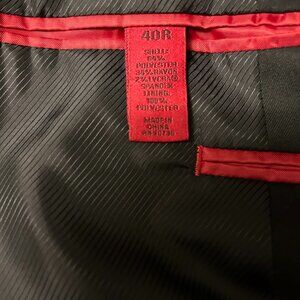 40R
SHELL:
64%
POLYESTER
34% RAYON
2% LYCRA®
SPANDEX
LINING:
100%
POLYESTER
MADE IN
CHINA